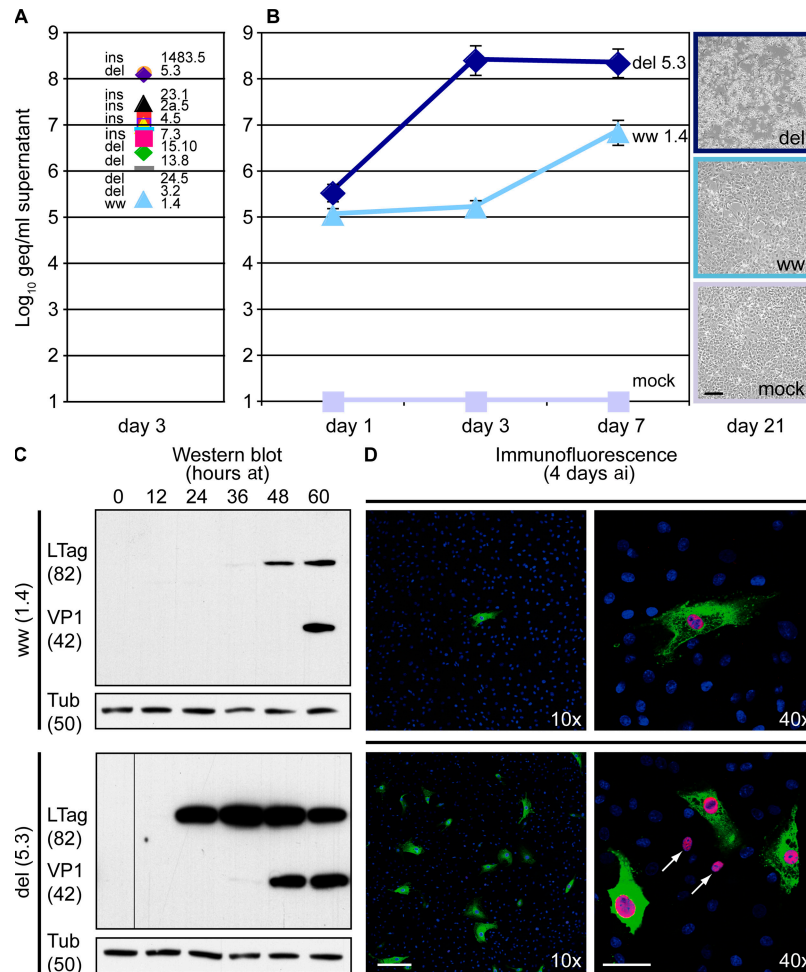 A
B
Log10 geq/ml supernatant
9
8
7
6
5
4
3
2
1
ins 1483.5
del 5.3
ins 23.1
ins 2a.5
ins 4.5
ins 7.3
del 15.10
del 13.8
del 24.5
del 3.2
ww 1.4
day 3
9
8
7
6
5
4
3
2
1
del 5.3
ww 1.4
mock
day 1 day 3 day 7 day 21
del
ww
mock
C
Western blot
(hours at)
0 12 24 36 48 60
ww (1.4)
LTag
(82)
VP1
(42)
Tub
(50)
del (5.3)
LTag
(82)
VP1
(42)
Tub
(50)
D
Immunofluorescence
(4 days ai)
10x
40x
10x
40x